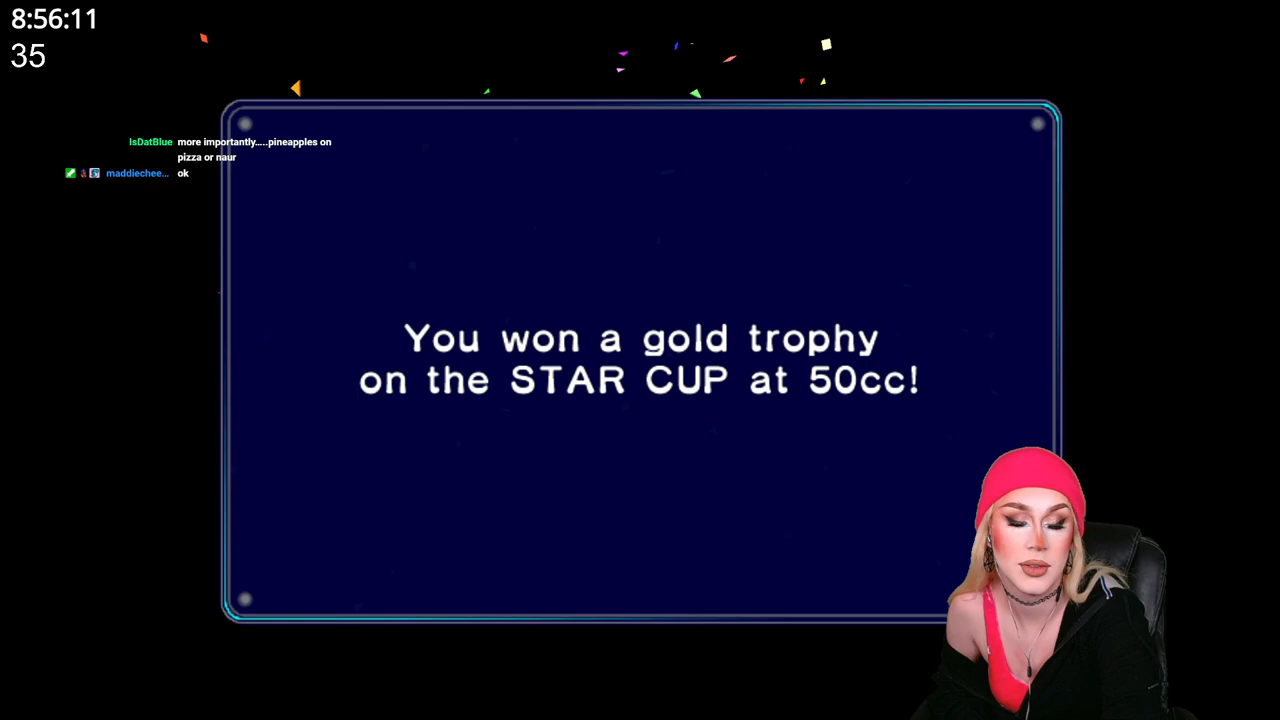 8:56:11
35
IsDatBlue more importantly.....pineapples on
pizza or naur
maddiechee... ok
You won a gold trophy
on the STAR CUP at 50cc!